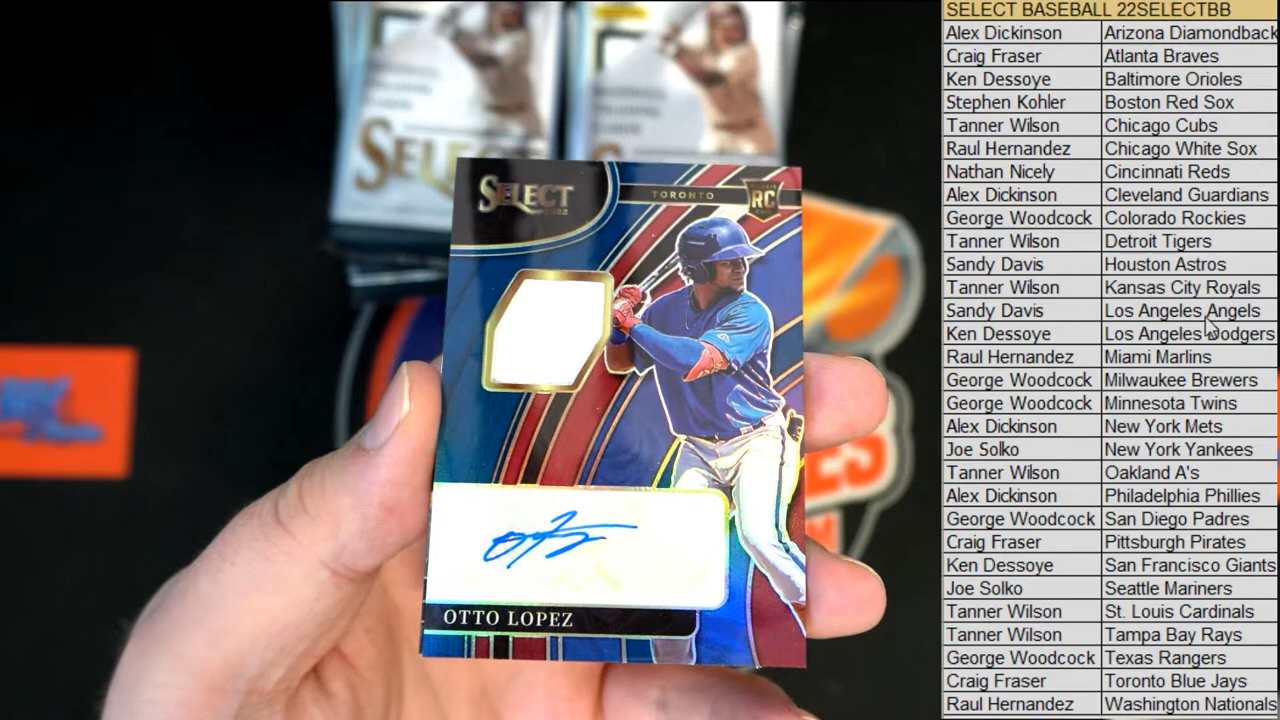 SELECT
SELECT
2022
TORONTO
ROOKIE
RC
OTTO LOPEZ
SELECT BASEBALL 22SELECTBB
Alex Dickinson Arizona Diamondback
Craig Fraser Atlanta Braves
Ken Dessoye Baltimore Orioles
Stephen Kohler Boston Red Sox
Tanner Wilson Chicago Cubs
Raul Hernandez Chicago White Sox
Nathan Nicely Cincinnati Reds
Alex Dickinson Cleveland Guardians
George Woodcock Colorado Rockies
Tanner Wilson Detroit Tigers
Sandy Davis Houston Astros
Tanner Wilson Kansas City Royals
Sandy Davis Los Angeles Angels
Ken Dessoye Los Angeles Dodgers
Raul Hernandez Miami Marlins
George Woodcock Milwaukee Brewers
George Woodcock Minnesota Twins
Alex Dickinson New York Mets
Joe Solko New York Yankees
Tanner Wilson Oakland A's
Alex Dickinson Philadelphia Phillies
George Woodcock San Diego Padres
Craig Fraser Pittsburgh Pirates
Ken Dessoye San Francisco Giants
Joe Solko Seattle Mariners
Tanner Wilson St. Louis Cardinals
Tanner Wilson Tampa Bay Rays
George Woodcock Texas Rangers
Craig Fraser Toronto Blue Jays
Raul Hernandez Washington Nationals